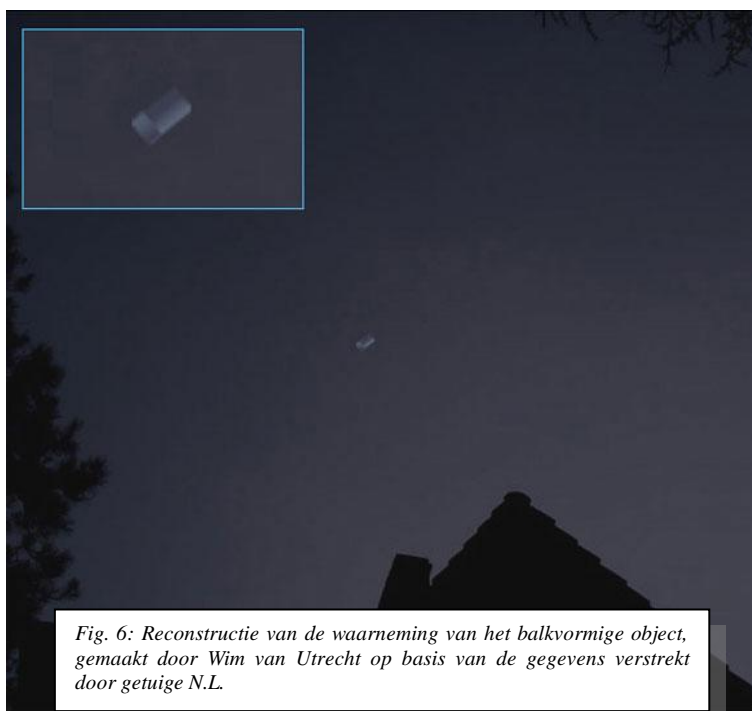 Fig. 6: Reconstructie van de waarneming van het balkvormige object,
gemaakt door Wim van Utrecht op basis van de gegevens verstrekt
door getuige N.L.